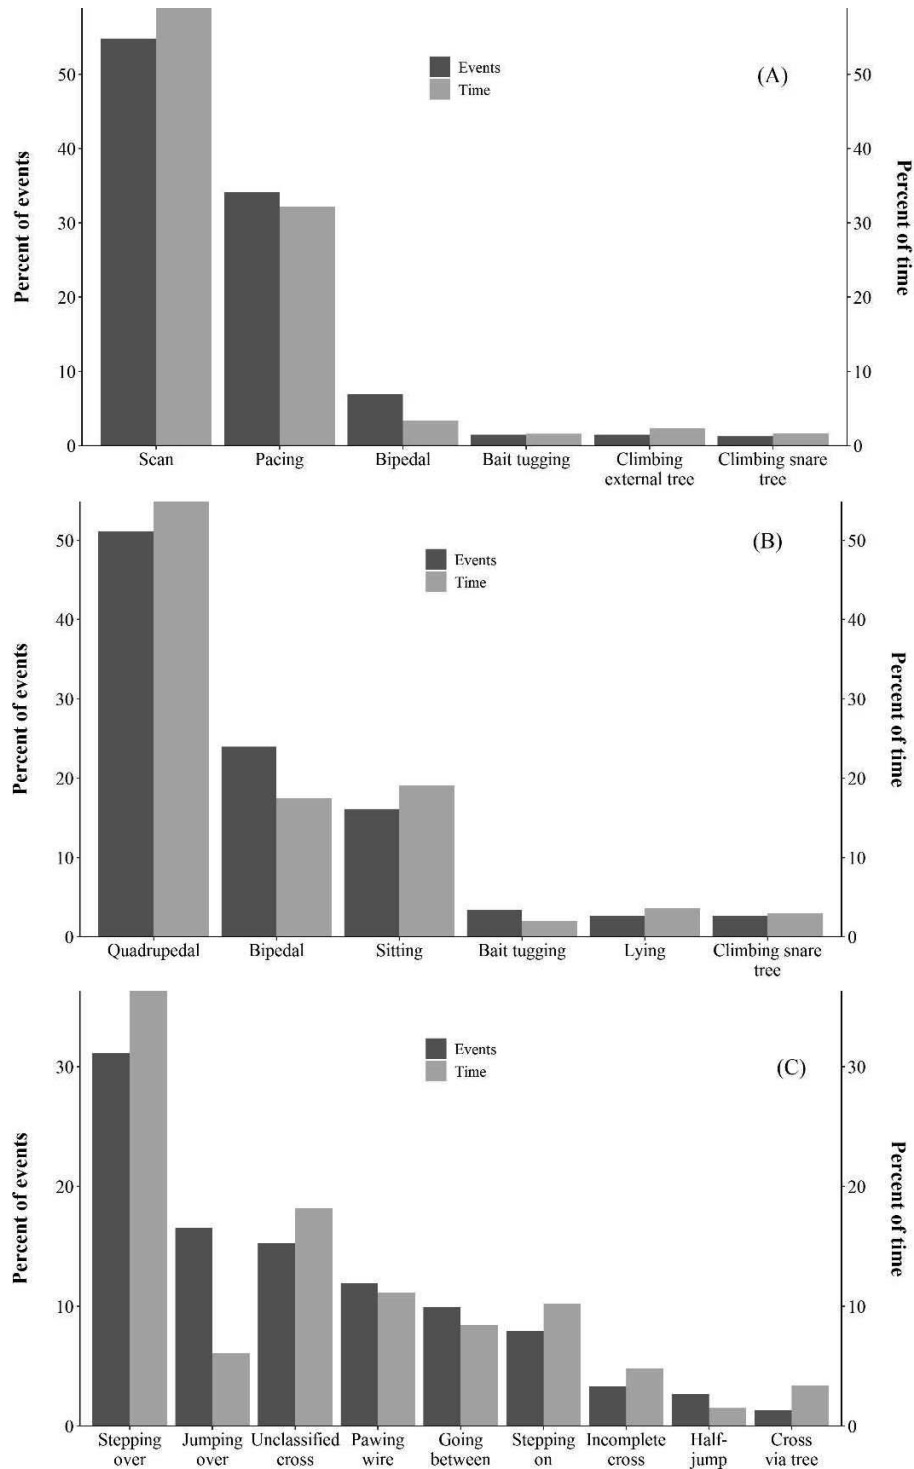 (A)
Events
Time
Percent of events
Percent of time
50
40
30
20
10
0
50
40
30
20
10
0
Scan
Pacing
Bipedal
Bait tugging
Climbing
external tree
Climbing snare
tree
(B)
Events
Time
Percent of events
Percent of time
50
40
30
20
10
0
50
40
30
20
10
0
Quadrupedal
Bipedal
Sitting
Bait tugging
Lying
Climbing snare
tree
(C)
Events
Time
Percent of events
Percent of time
30
20
10
0
30
20
10
0
Stepping
over
Jumping
over
Unclassified
cross
Pawing
wire
Going
between
Stepping
on
Incomplete
cross
Half-
jump
Cross
via tree